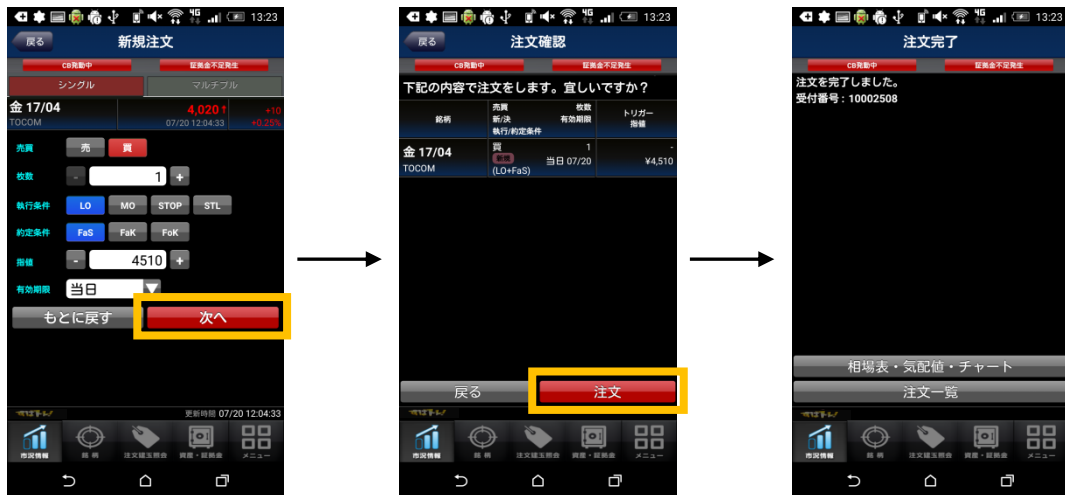 4G 13:23
戻る 新規注文
CB発動中 証拠金不足発生
シングル マルチプル
金 17/04 4,020↑ +10
TOCOM 07/20 12:04:33 +0.25%
売買 売 買
枚数 - 1 +
執行条件 LO MO STOP STL
約定条件 FaS FaK FoK
指値 - 4510 +
有効期限 当日
もとに戻す 次へ
更新時間 07/20 12:04:33
市況情報 銘柄 注文建玉照会 資産・証拠金 メニュー
4G 13:23
戻る 注文確認
CB発動中 証拠金不足発生
下記の内容で注文をします。宜しいですか？
銘柄 売買 枚数 トリガー
新/決 有効期限 指値
執行/約定条件
金 17/04 買 1 -
TOCOM 新規 当日 07/20 ¥4,510
(LO+FaS)
戻る 注文
市況情報 銘柄 注文建玉照会 資産・証拠金 メニュー
4G 13:23
注文完了
CB発動中 証拠金不足発生
注文を完了しました。
受付番号 : 10002508
相場表・気配値・チャート
注文一覧
市況情報 銘柄 注文建玉照会 資産・証拠金 メニュー